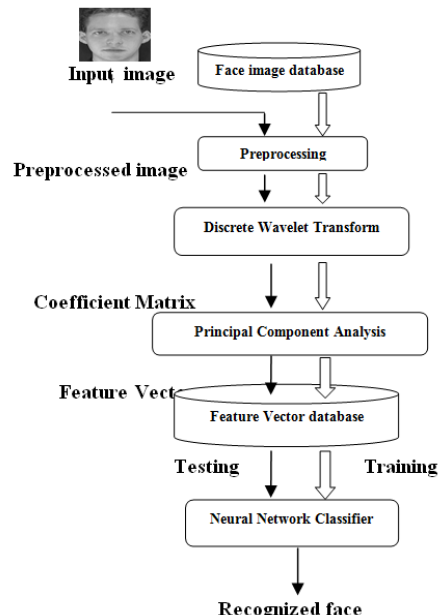 Input image
Face image database
Preprocessing
Preprocessed image
Discrete Wavelet Transform
Coefficient Matrix
Principal Component Analysis
Feature Vect
Feature Vector database
Testing
Training
Neural Network Classifier
Recognized face